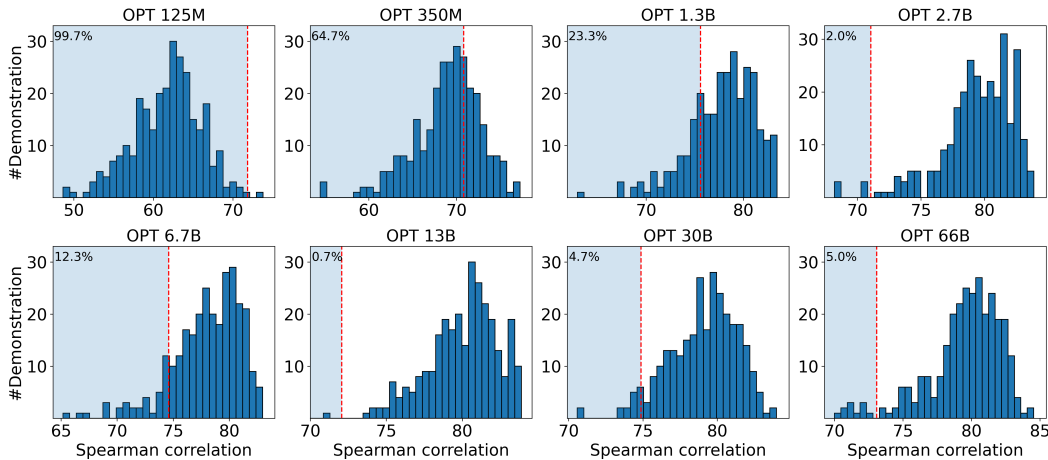 OPT 125M OPT 350M OPT 1.3B OPT 2.7B
30 30 30 30
99.7% 64.7% 23.3% 2.0%
#Demonstration
20 20 20 20
10 10 10 10
50 60 70 60 70 70 80 70 75 80
OPT 6.7B OPT 13B OPT 30B OPT 66B
30 30 30 30
12.3% 0.7% 4.7% 5.0%
#Demonstration
20 20 20 20
10 10 10 10
65 70 75 80 70 80 70 75 80 70 75 80 85
Spearman correlation Spearman correlation Spearman correlation Spearman correlation